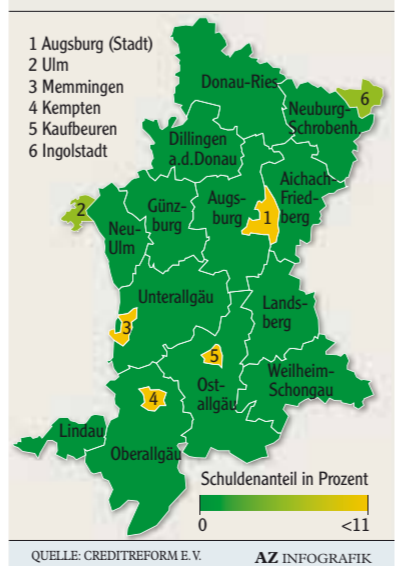 1 Augsburg (Stadt)
2 Ulm
3 Memmingen
4 Kempten
5 Kaufbeuren
6 Ingolstadt
Donau-Ries
6
Neuburg-
Schrobenh.
Dillingen
a.d.Donau
Aichach-
Fried-
berg
Augs-
burg
1
Günz-
burg
2
Neu-
Ulm
Unterallgäu
Lands-
berg
3
5
Weilheim-
Schongau
Ost-
allgäu
4
Lindau
Oberallgäu
Schuldenanteil in Prozent
0 <11
QUELLE: CREDITREFORM E.V. AZ INFOGRAFIK